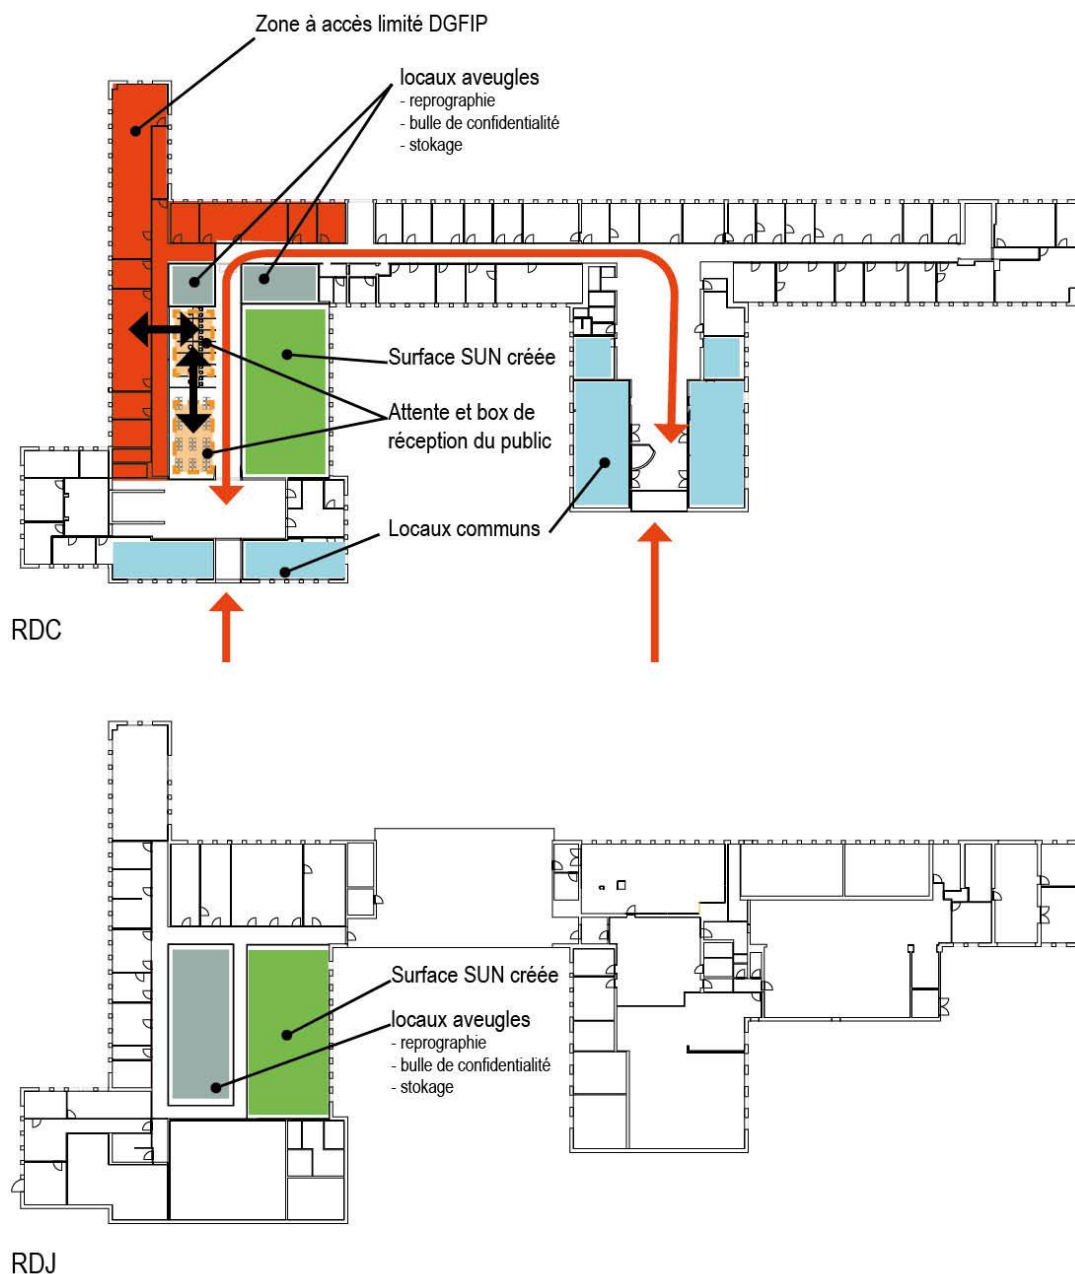 Zone à accès limité DGFIP
locaux aveugles
- reprographie
- bulle de confidentialité
- stokage
Surface SUN créée
Attente et box de
réception du public
Locaux communs
RDC
Surface SUN créée
locaux aveugles
- reprographie
- bulle de confidentialité
- stokage
RDJ